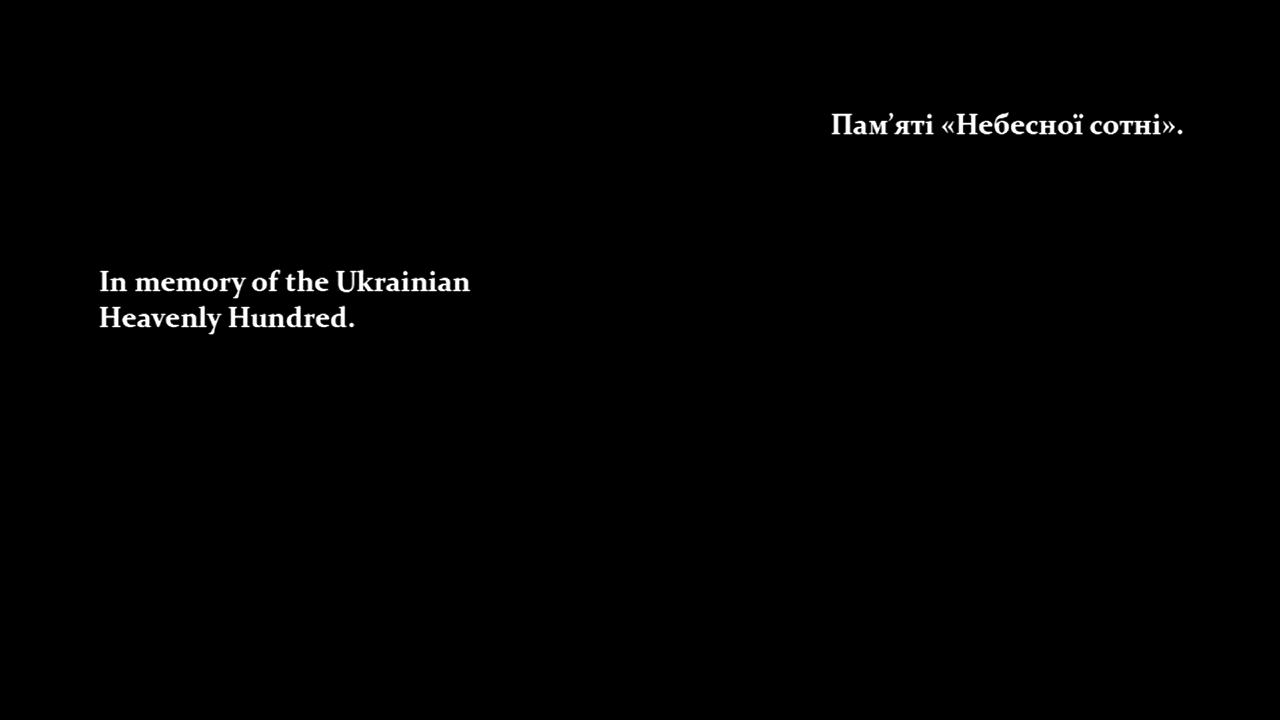 Пам’яті «Небесної сотні».
In memory of the Ukrainian
Heavenly Hundred.